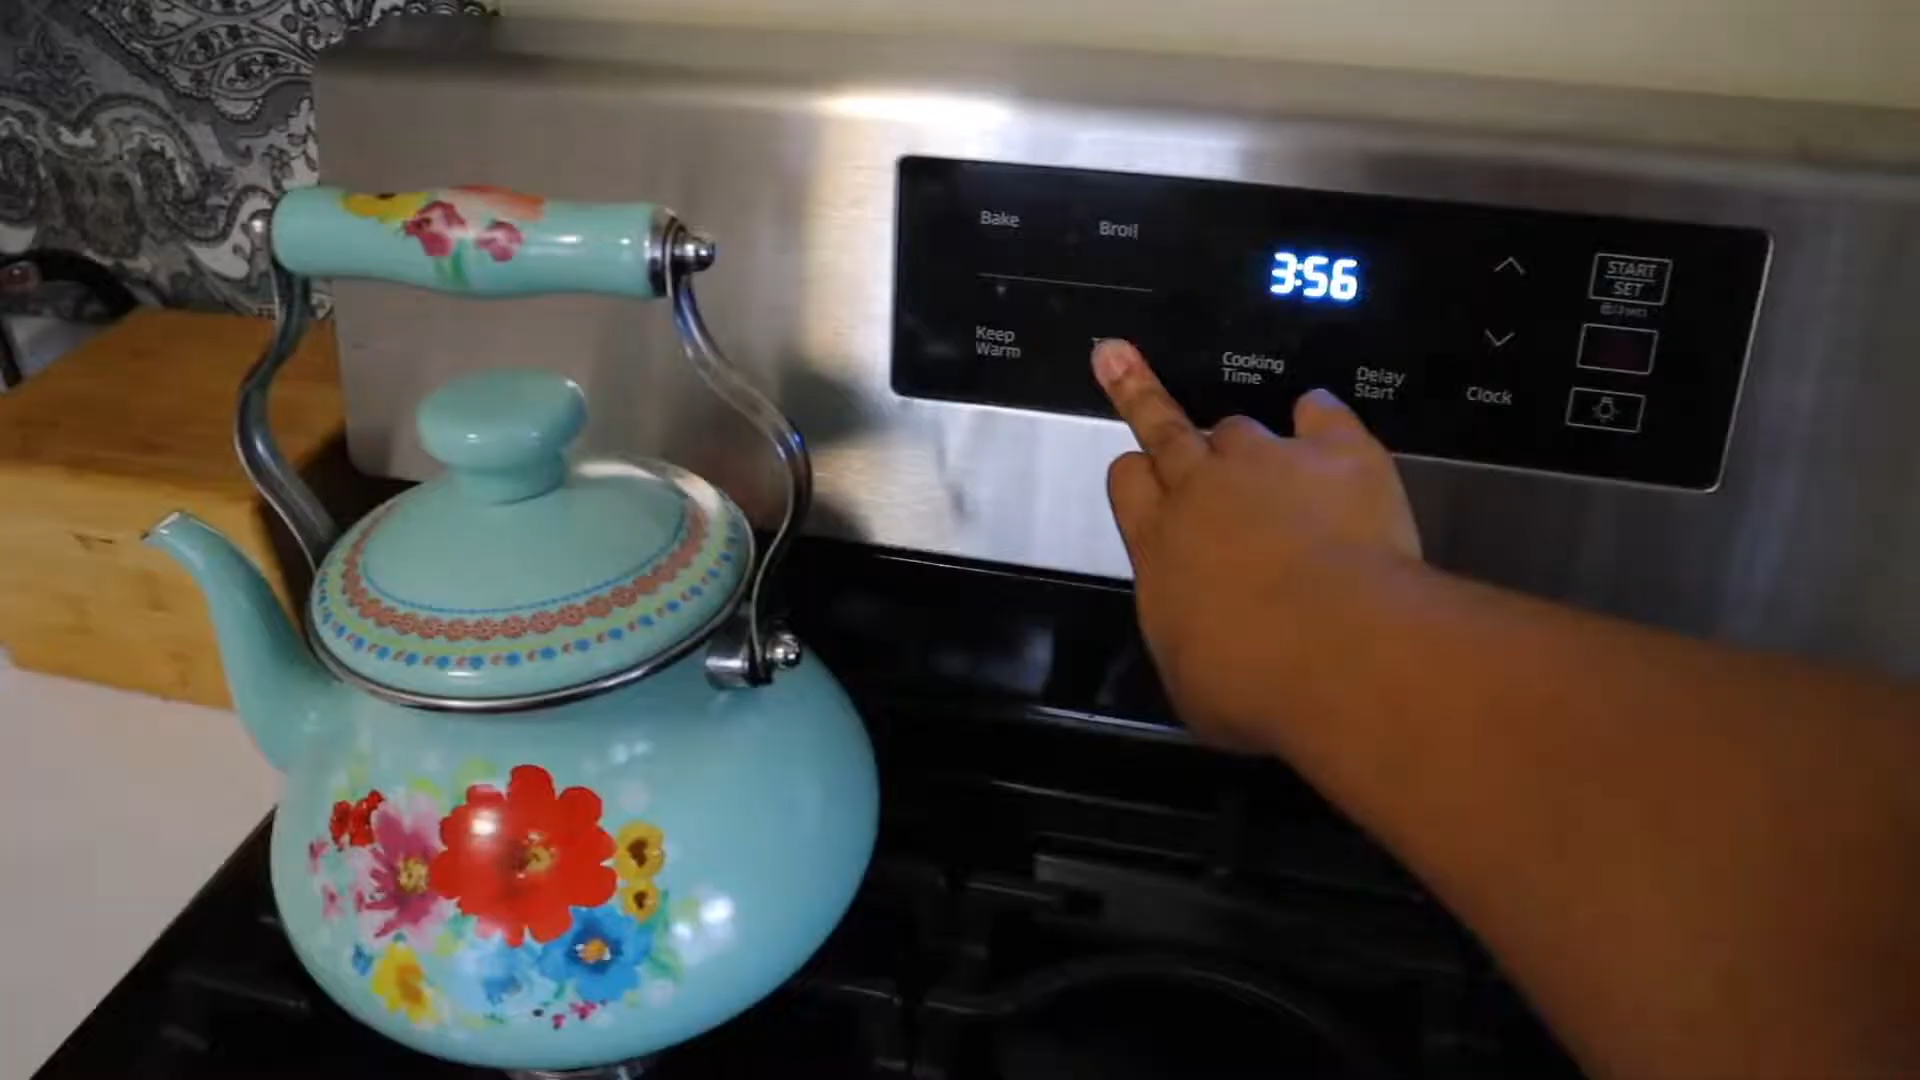 Bake
Broil
3:56
START
SET
Keep
Warm
Cooking
Time
Delay
Start
Clock